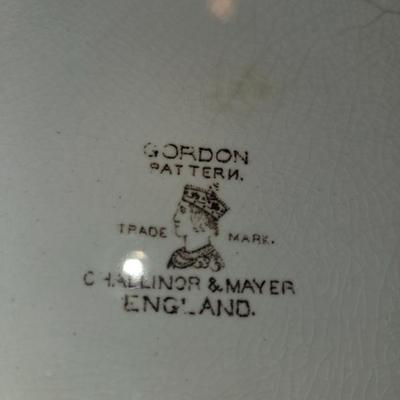 GORDON
PATTERN.
TRADE MARK.
CHALLINOR & MAYER
ENGLAND.